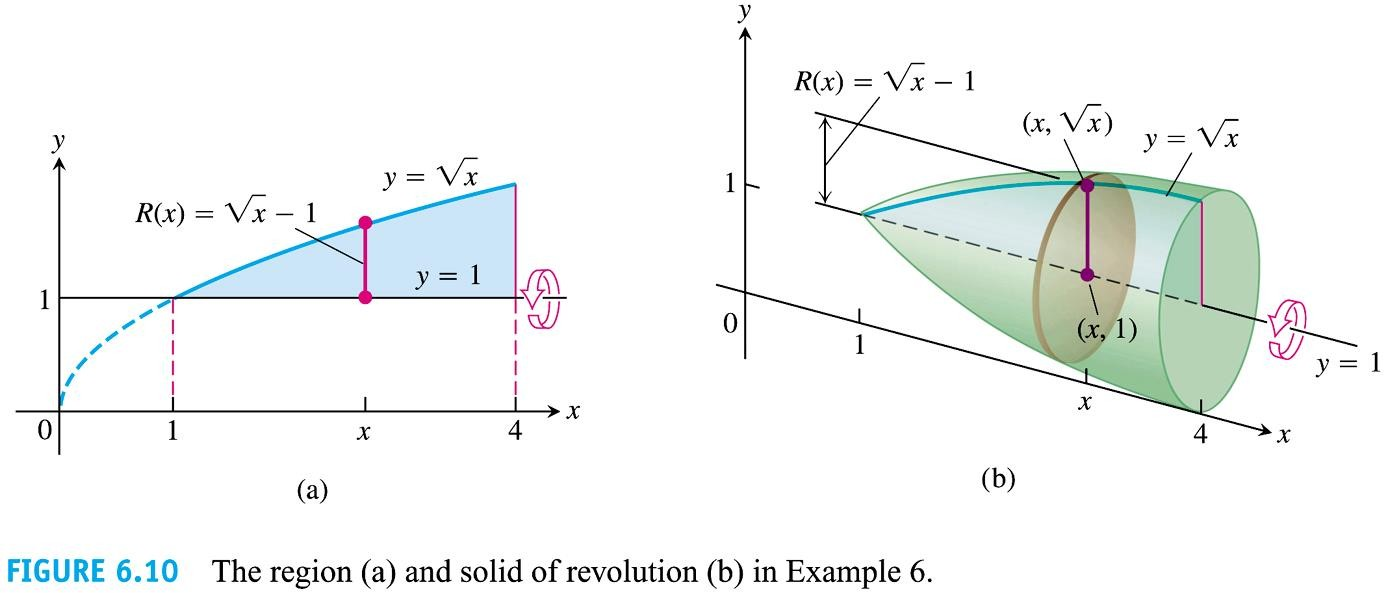 y
y = √x
R(x) = √x − 1
y = 1
1
0
1
x
4
x
(a)
y
R(x) = √x − 1
(x, √x)
y = √x
1
0
(x, 1)
1
y = 1
x
4
x
(b)
FIGURE 6.10 The region (a) and solid of revolution (b) in Example 6.